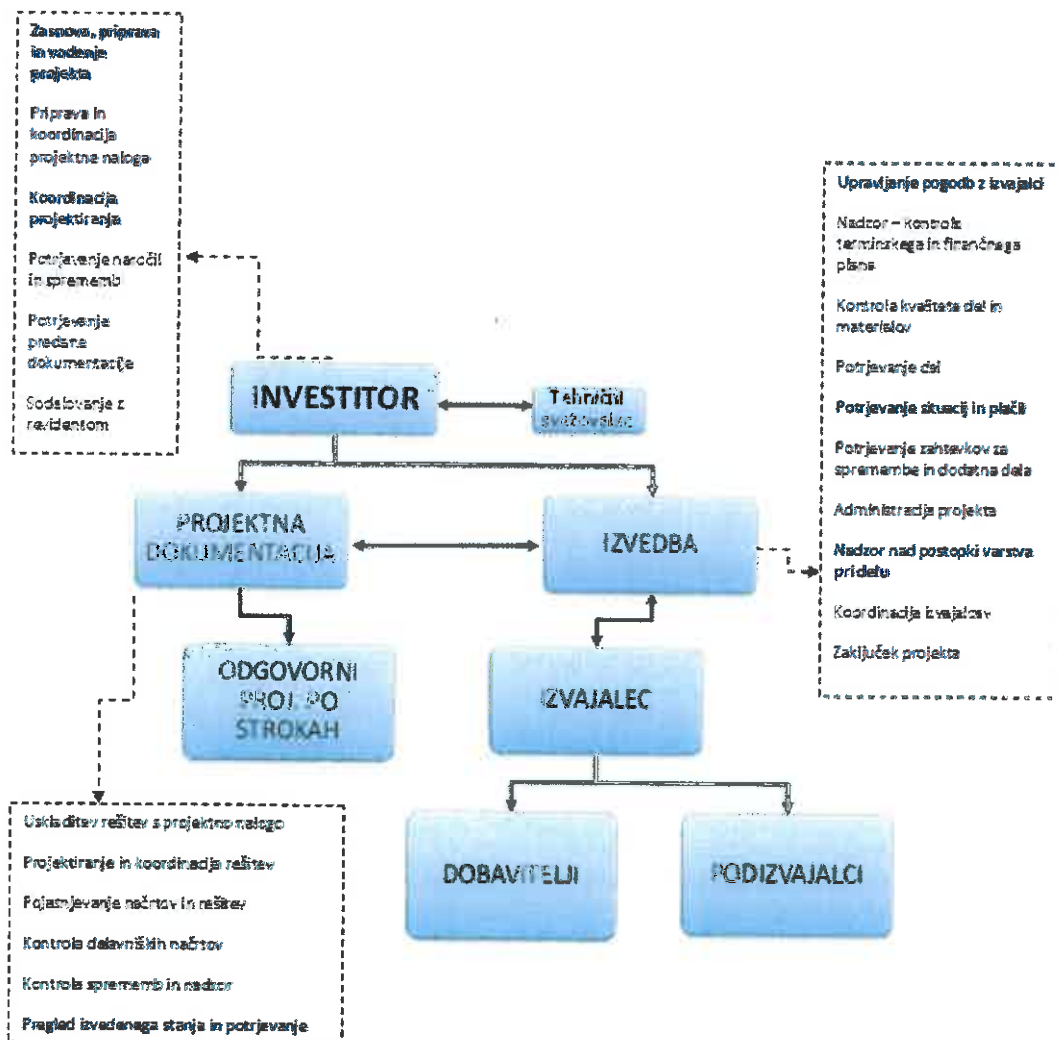 Zasnova, priprava
in vodenje
projekta
Priprava in
koordinacija
projektne naloga
Koordinacija
projektiranja
Potrjevanje naročil
in sprememb
Potrjevanje
predane
dokumentacije
Sodelovanje z
revidentom
INVESTITOR
Tehnični
svetovalec
PROJEKTNA
DOKUMENTACIJA
IZVEDBA
ODGOVORNI
PROJ. PO
STROKAH
IZVAJALEC
DOBAVITELJI
PODIZVAJALCI
Upravljanje pogodb z izvajalci
Nadzor – kontrola
terminskega in finančnega
plana
Kontrola kvalitete del in
materialov
Potrjevanje del
Potrjevanje situacij in plačil
Potrjevanje zahtevkov za
spremembe in dodatna dela
Administracija projekta
Nadzor nad postopki varstva
pri delu
Koordinacija izvajalcev
Zaključek projekta
Uskladitev rešitev s projektno nalogo
Projektiranje in koordinacija rešitev
Pojasnjevanje načrtov in rešitev
Kontrola delavniških načrtov
Kontrola sprememb in nadzor
Pregled izvedenega stanja in potrjevanje